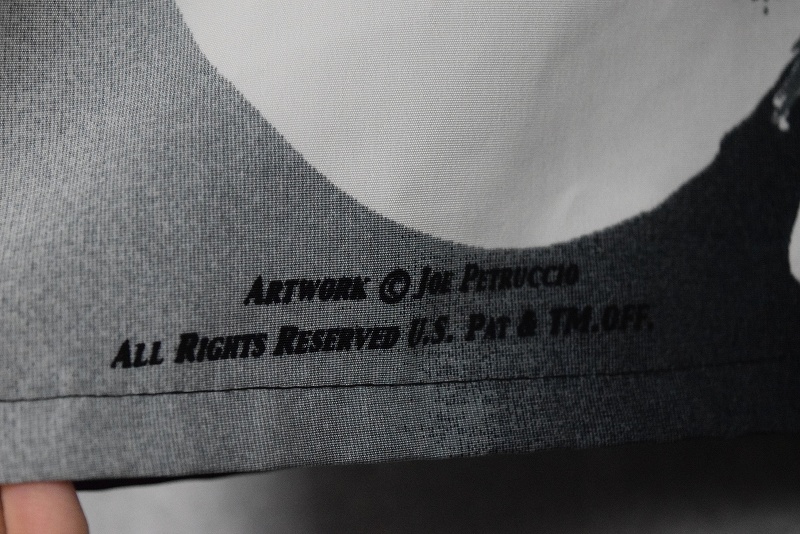 Artwork © Joe Petruccio
All Rights Reserved U.S. Pat & TM.Off.